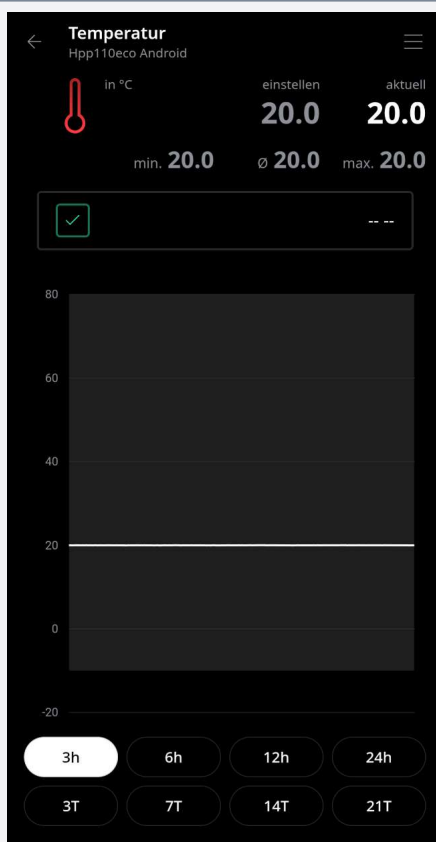 Temperatur
Hpp110eco Android
in °C einstellen aktuell
20.0 20.0
min. 20.0 ø 20.0 max. 20.0
-- --
80
60
40
20
0
-20
3h 6h 12h 24h
3T 7T 14T 21T